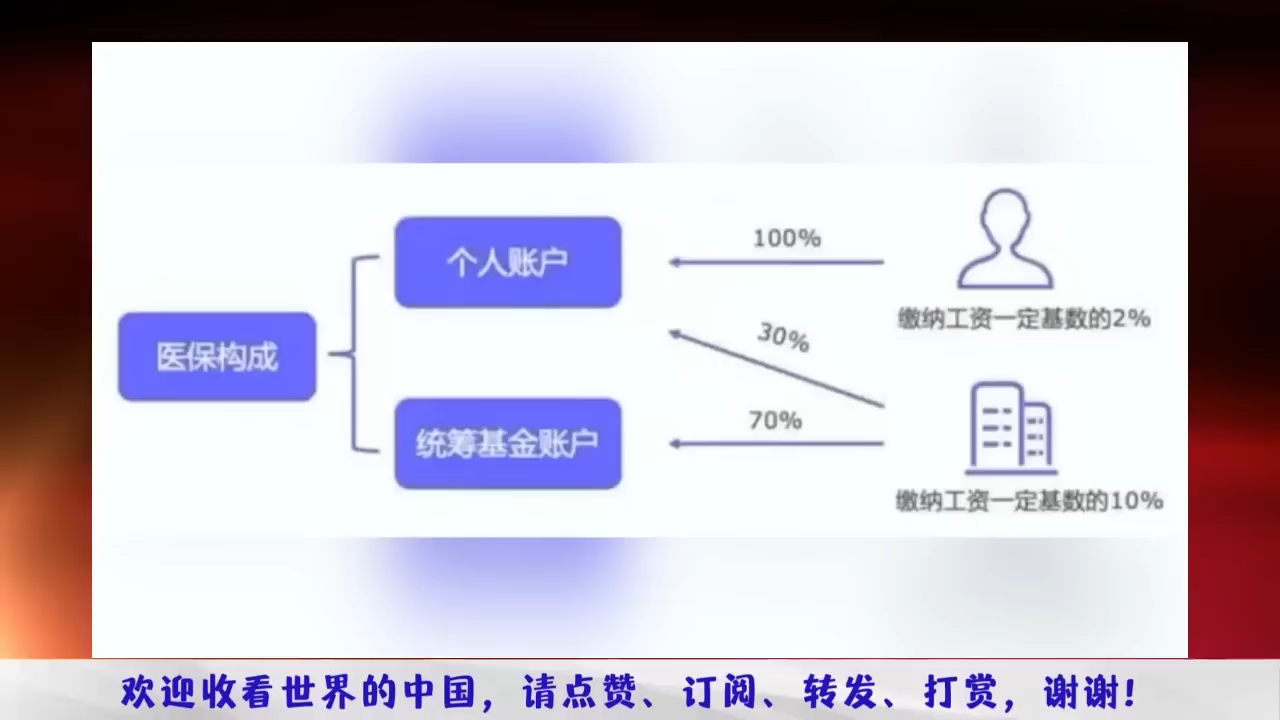 100%
个人账户
缴纳工资一定基数的2%
30%
医保构成
70%
统筹基金账户
缴纳工资一定基数的10%
欢迎收看世界的中国，请点赞、订阅、转发、打赏，谢谢！